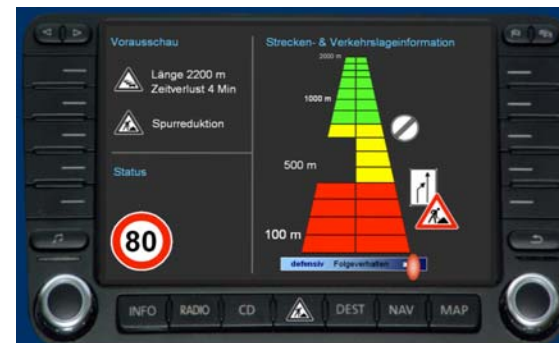 Vorausschau
Länge 2200 m
Zeitverlust 4 Min
Spurreduktion
Status
80
Strecken- & Verkehrslageinformation
2000 m
1000 m
500 m
100 m
defensiv Folgeverhalten
INFO RADIO CD DEST NAV MAP